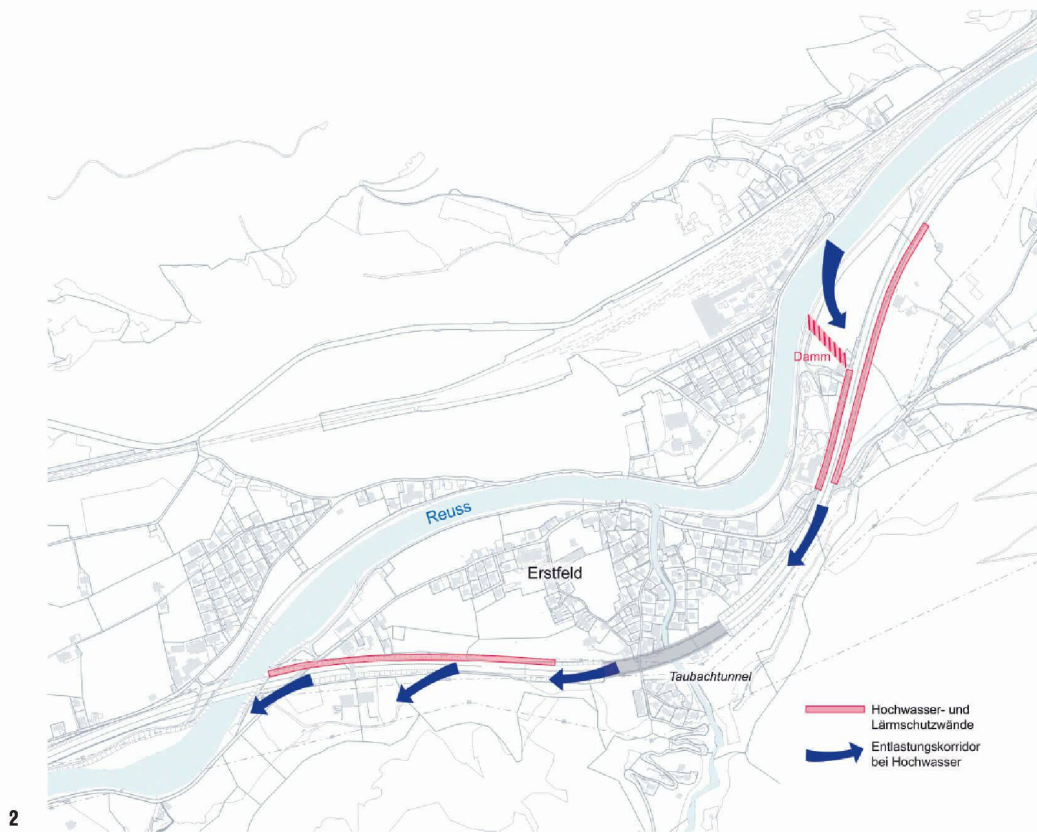 Damm
Reuss
Erstfeld
Taubachtunnel
Hochwasser- und
Lärmschutzwände
Entlastungskorridor
bei Hochwasser
2